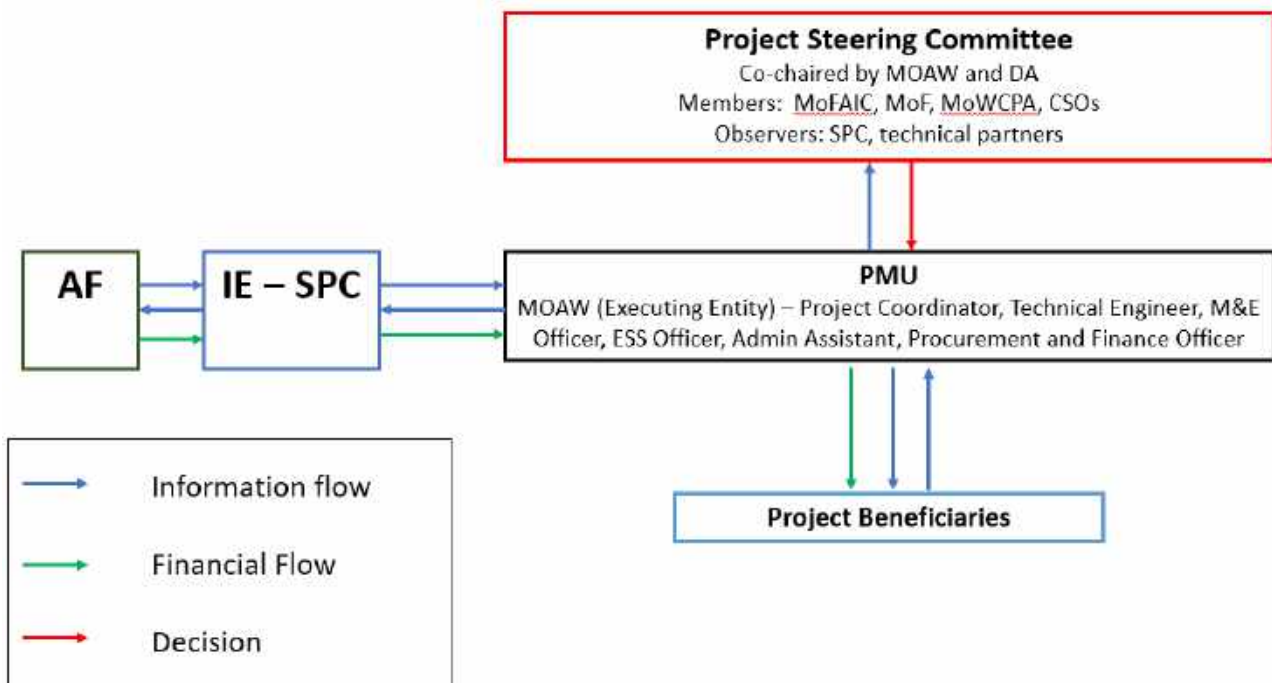 Project Steering Committee
Co-chaired by MOAW and DA
Members: MoFAIC, MoF, MoWCPA, CSOs
Observers: SPC, technical partners
AF
IE – SPC
PMU
MOAW (Executing Entity) – Project Coordinator, Technical Engineer, M&E
Officer, ESS Officer, Admin Assistant, Procurement and Finance Officer
Project Beneficiaries
Information flow
Financial Flow
Decision